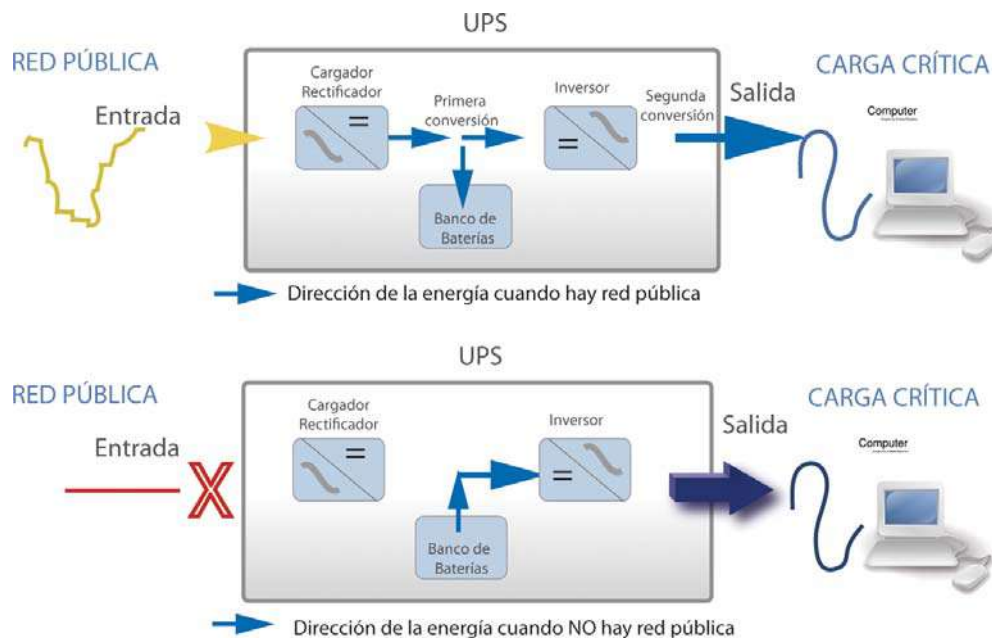 UPS
RED PÚBLICA
CARGA CRÍTICA
Entrada
Cargador
Rectificador
Primera
conversión
Inversor
Segunda
conversión
Salida
Computer
Banco de
Baterías
Dirección de la energía cuando hay red pública
UPS
RED PÚBLICA
CARGA CRÍTICA
Entrada
Cargador
Rectificador
Inversor
Salida
Computer
Banco de
Baterías
Dirección de la energía cuando NO hay red pública